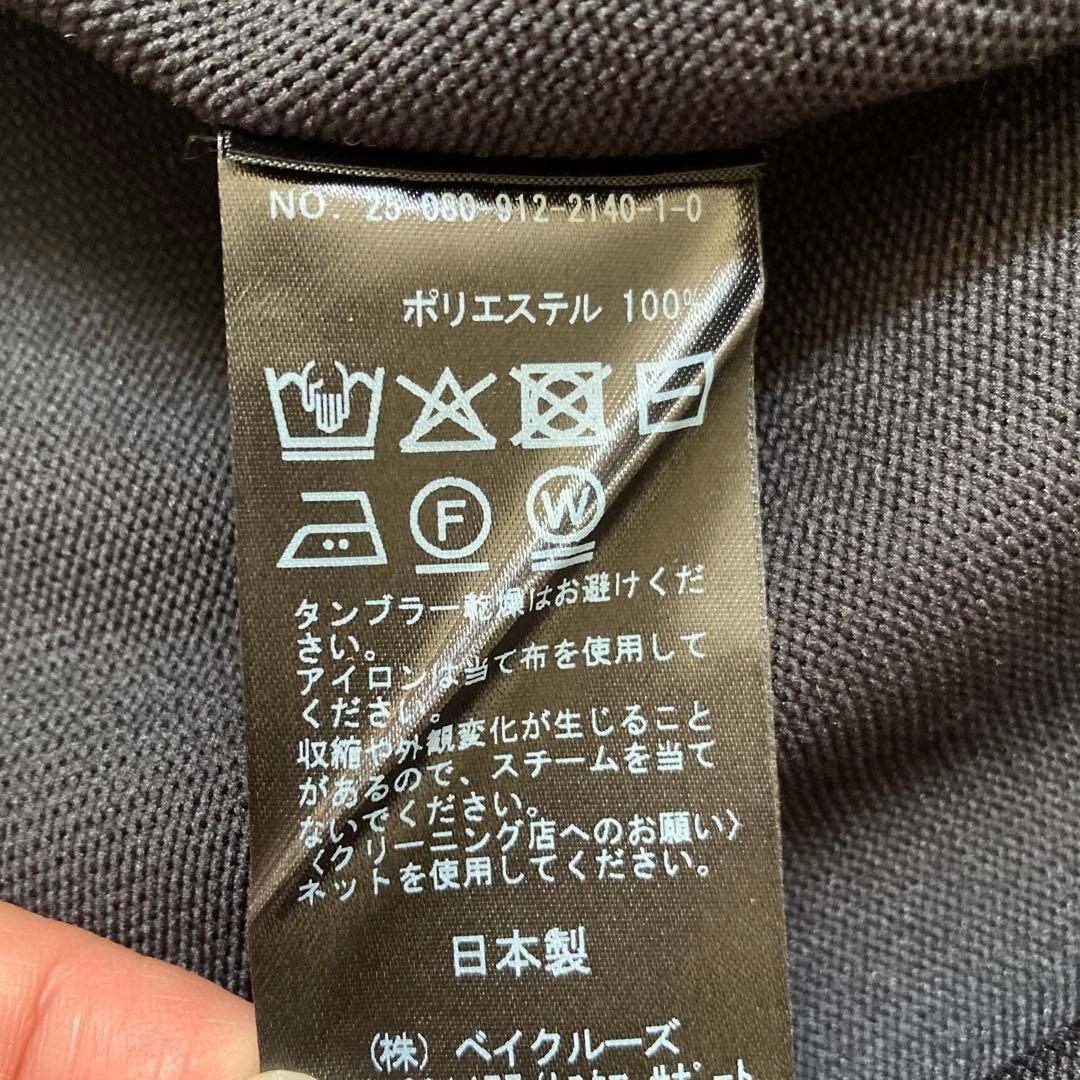 NO. 25-080-912-2140-1-0
ポリエステル 100%
F W
タンブラー乾燥はお避けくだ
さい。
アイロンは当て布を使用して
ください。
収縮や外観変化が生じること
があるので、スチームを当て
ないでください。
〈クリーニング店へのお願い〉
ネットを使用してください。
日本製
(株) ベイクルーズ